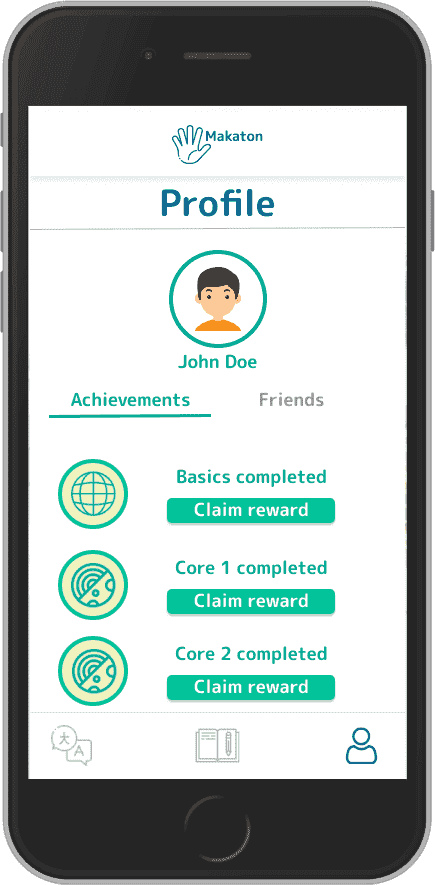 Makaton
Profile
John Doe
Achievements Friends
Basics completed
Claim reward
Core 1 completed
Claim reward
Core 2 completed
Claim reward